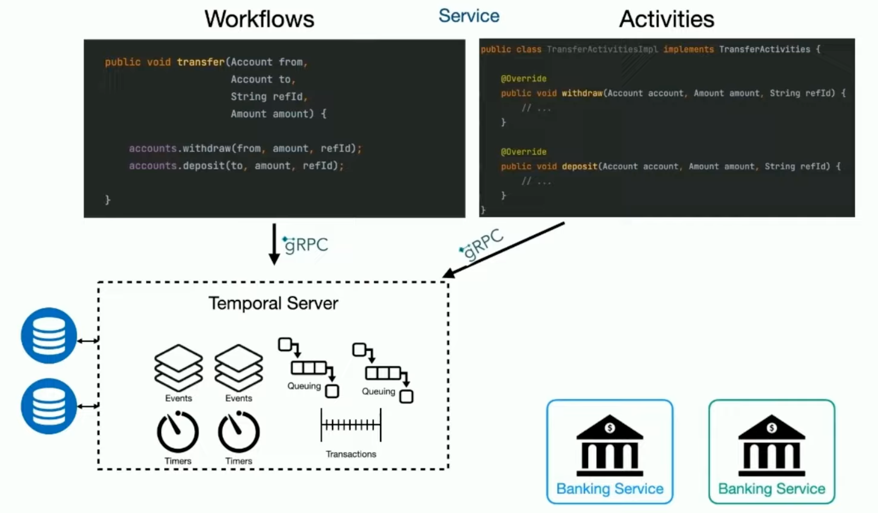 Workflows
Service
Activities
public void transfer(Account from,
Account to,
String refId,
Amount amount) {
accounts.withdraw(from, amount, refId);
accounts.deposit(to, amount, refId);
}
public class TransferActivitiesImpl implements TransferActivities {
@Override
public void withdraw(Account account, Amount amount, String refId) {
// ...
}
@Override
public void deposit(Account account, Amount amount, String refId) {
// ...
}
}
gRPC
gRPC
Temporal Server
Events
Events
Queuing
Queuing
Timers
Timers
Transactions
$
Banking Service
$
Banking Service